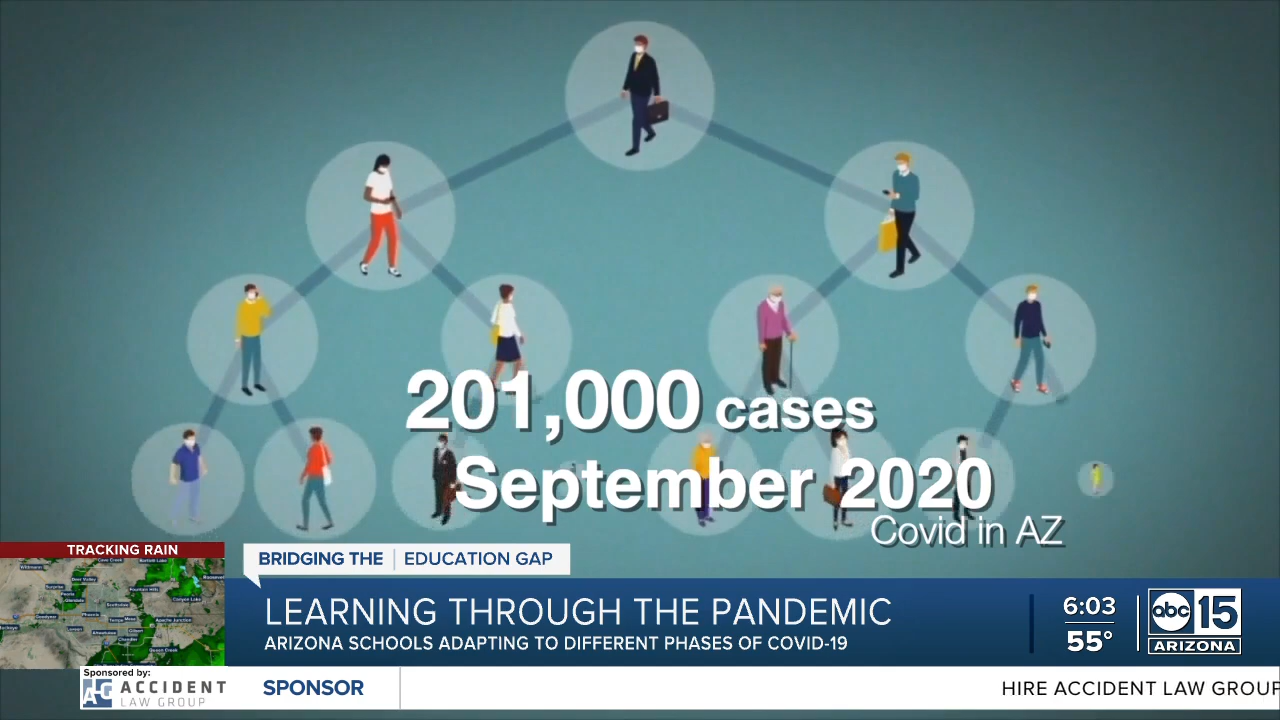 201,000 cases
September 2020
Covid in AZ
TRACKING RAIN
BRIDGING THE | EDUCATION GAP
LEARNING THROUGH THE PANDEMIC
ARIZONA SCHOOLS ADAPTING TO DIFFERENT PHASES OF COVID-19
6:03
55°
abc 15
ARIZONA
Sponsored by:
AG ACCIDENT
LAW GROUP
SPONSOR
HIRE ACCIDENT LAW GROUP